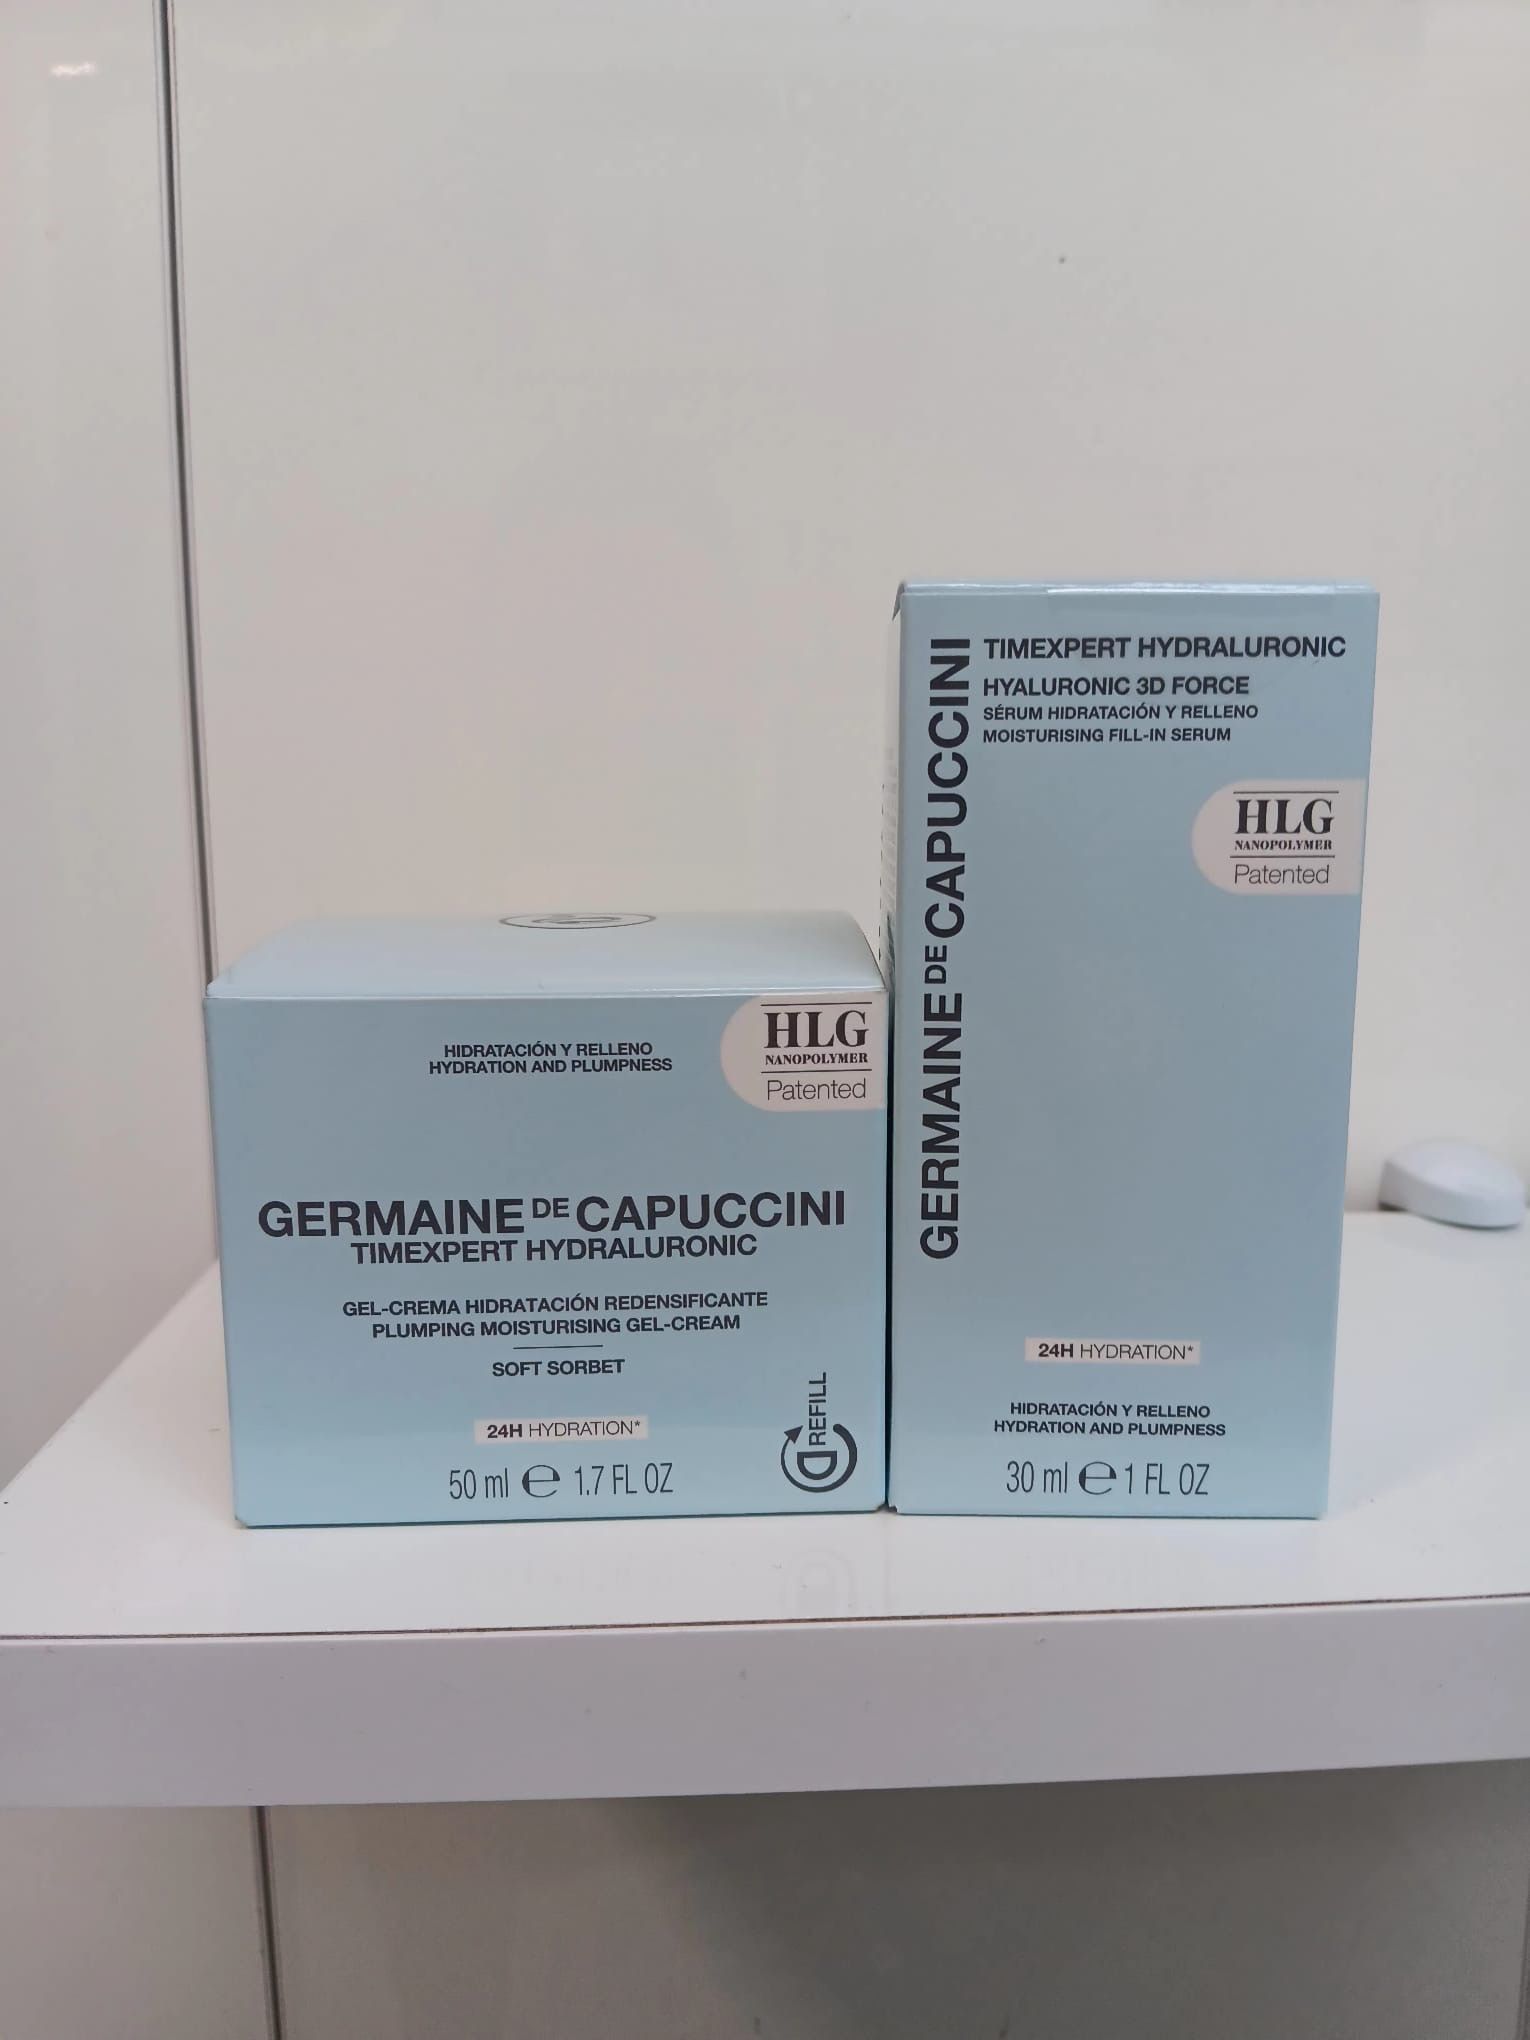 HIDRATACIÓN Y RELLENO
HYDRATION AND PLUMPNESS
HLG
NANOPOLYMER
Patented
GERMAINE DE CAPUCCINI
TIMEXPERT HYDRALURONIC
GEL-CREMA HIDRATACIÓN REDENSIFICANTE
PLUMPING MOISTURISING GEL-CREAM
SOFT SORBET
24H HYDRATION*
50 ml e 1.7 FL OZ
REFILL
GERMAINE DE CAPUCCINI
TIMEXPERT HYDRALURONIC
HYALURONIC 3D FORCE
SÉRUM HIDRATACIÓN Y RELLENO
MOISTURISING FILL-IN SERUM
HLG
NANOPOLYMER
Patented
24H HYDRATION*
HIDRATACIÓN Y RELLENO
HYDRATION AND PLUMPNESS
30 ml e 1 FL OZ